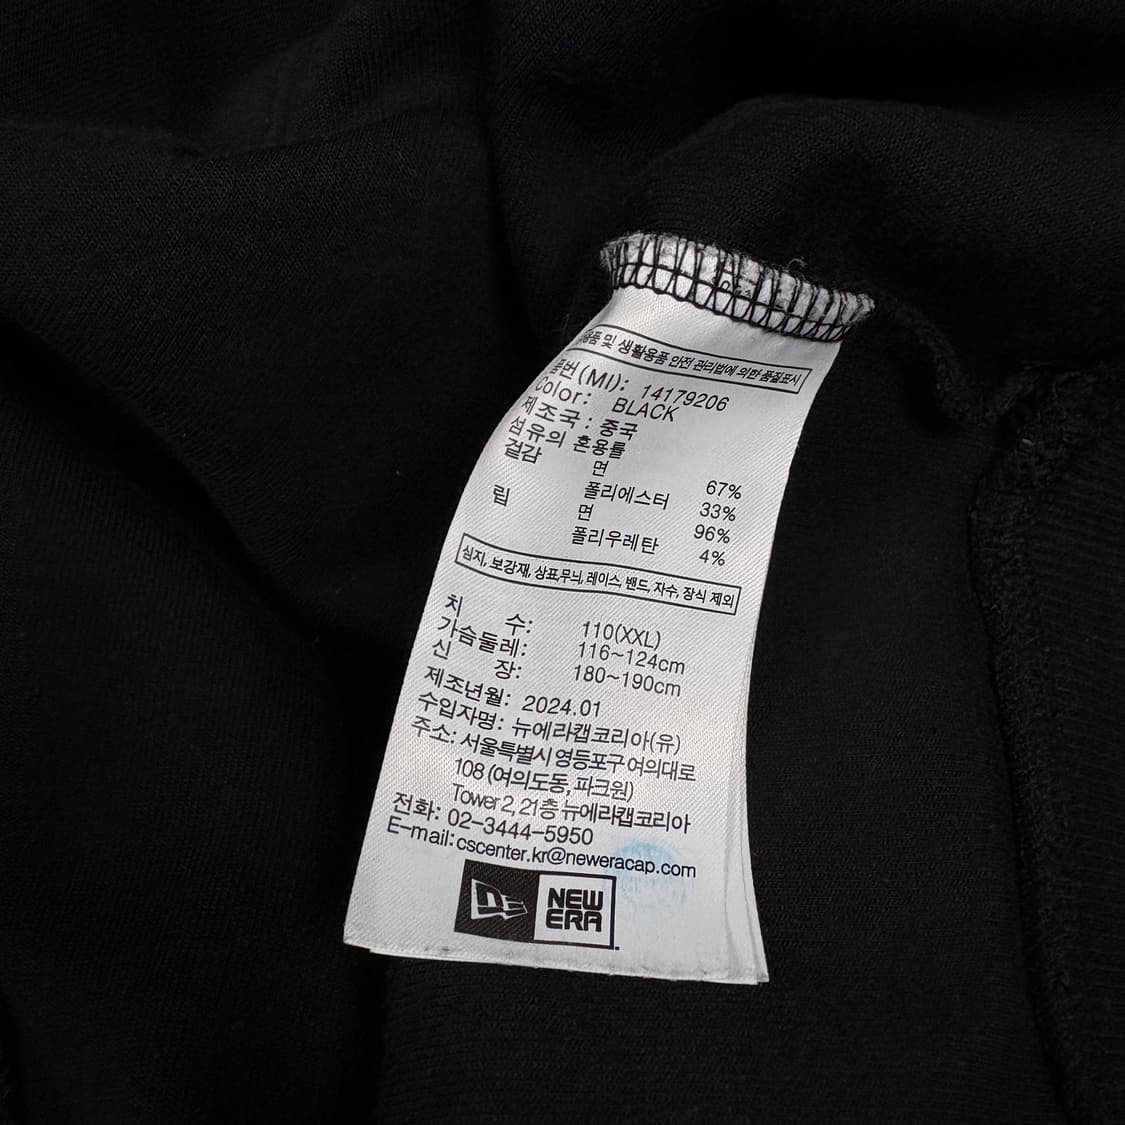 용품 및 생활용품 안전 관리법에 의한 품질표시
품번(MI): 14179206
Color: BLACK
제조국: 중국
섬유의 혼용률
겉감 면 67%
폴리에스터 33%
립 면 96%
폴리우레탄 4%
심지, 보강재, 상표,무늬, 레이스, 밴드, 자수, 장식 제외
치 수: 110(XXL)
가슴둘레: 116~124cm
신 장: 180~190cm
제조년월: 2024.01
수입자명: 뉴에라캡코리아(유)
주소: 서울특별시 영등포구 여의대로
108 (여의도동, 파크원)
Tower 2, 21층 뉴에라캡코리아
전화: 02-3444-5950
E-mail: cscenter.kr@neweracap.com
NEW
ERA